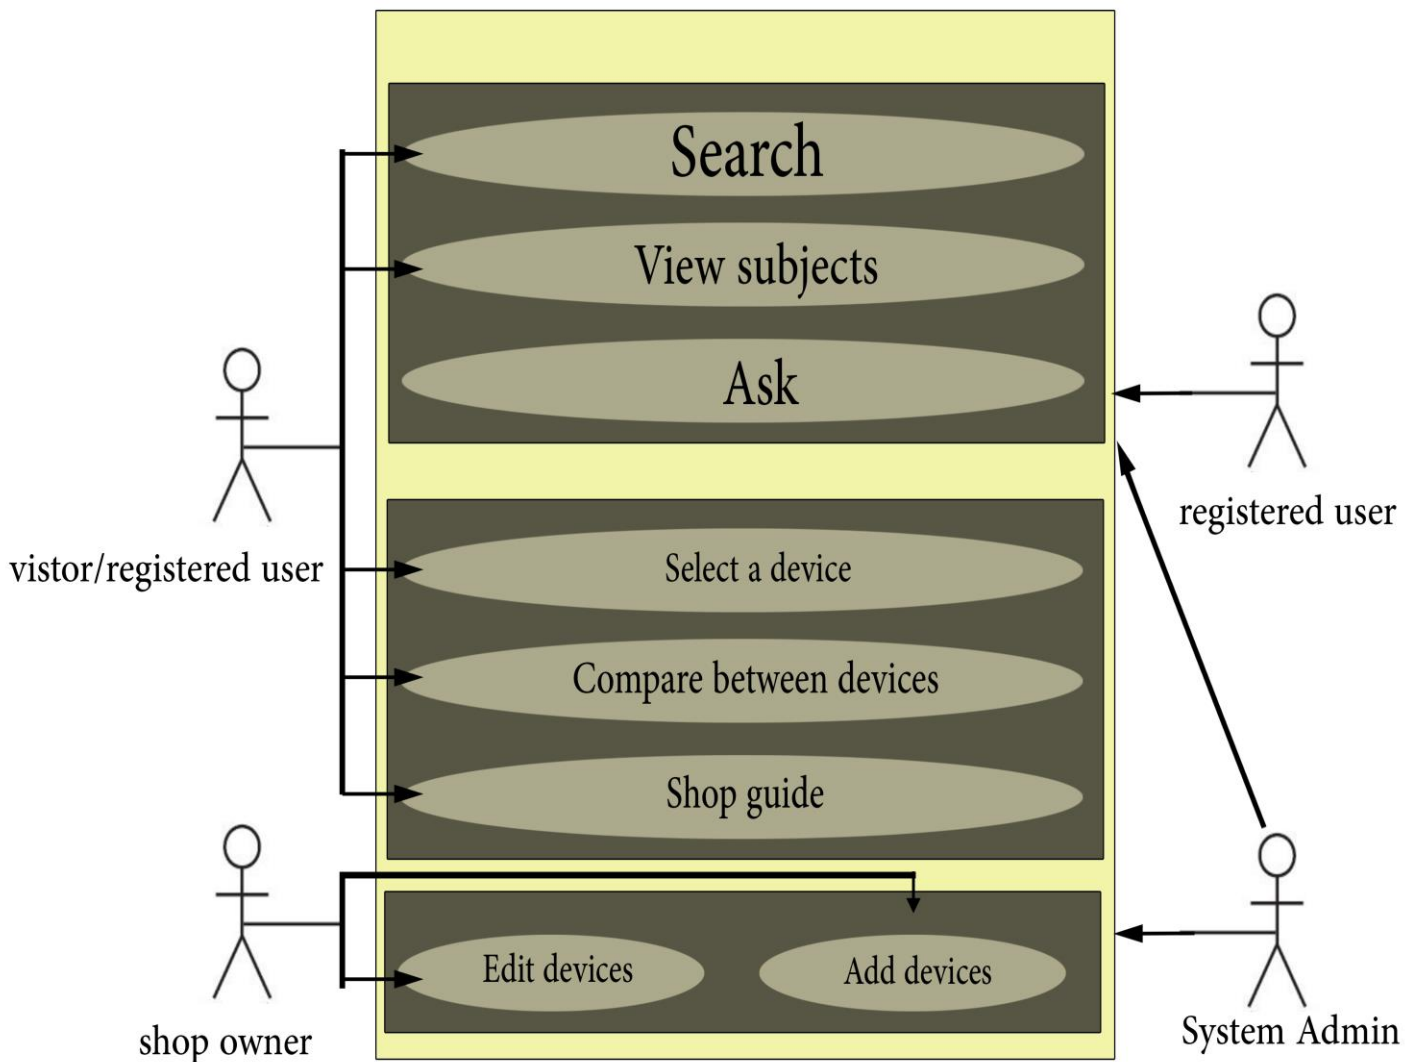 Search
View subjects
Ask
registered user
vistor/registered user
Select a device
Compare between devices
Shop guide
Edit devices
Add devices
shop owner
System Admin